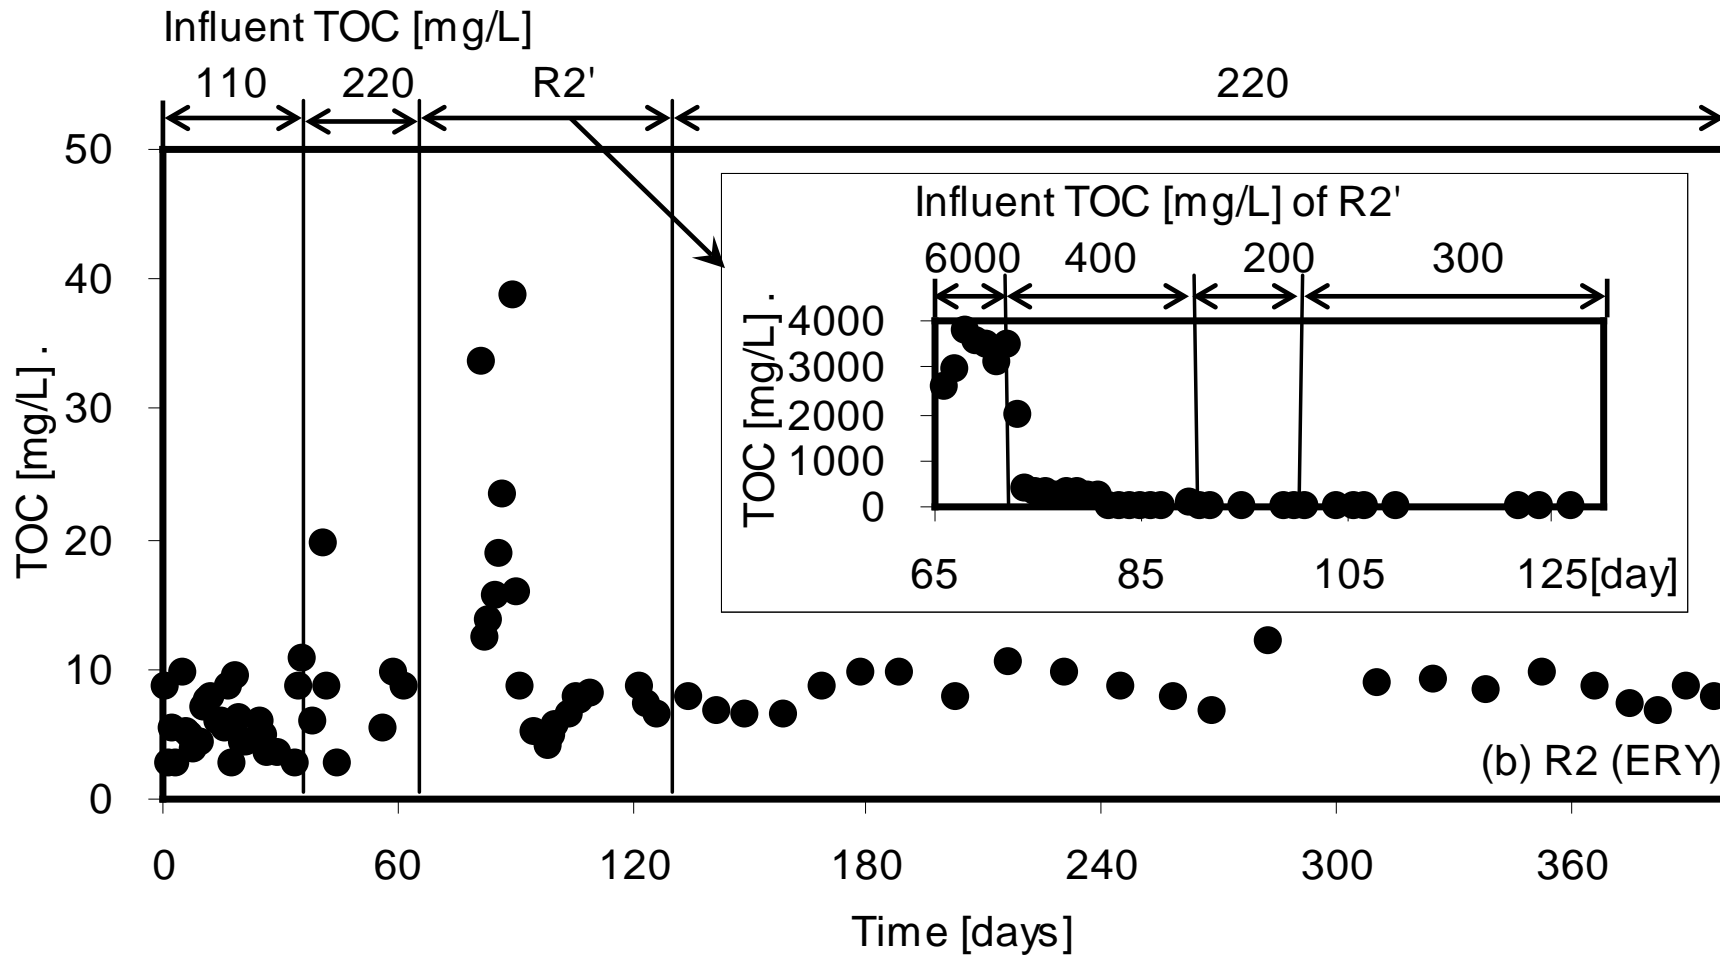 Influent TOC [mg/L]
110 220 R2' 220
50
40
30
20
10
0
TOC [mg/L] .
Influent TOC [mg/L] of R2'
6000 400 200 300
4000
3000
2000
1000
0
TOC [mg/L] .
65 85 105 125[day]
(b) R2 (ERY)
0 60 120 180 240 300 360
Time [days]